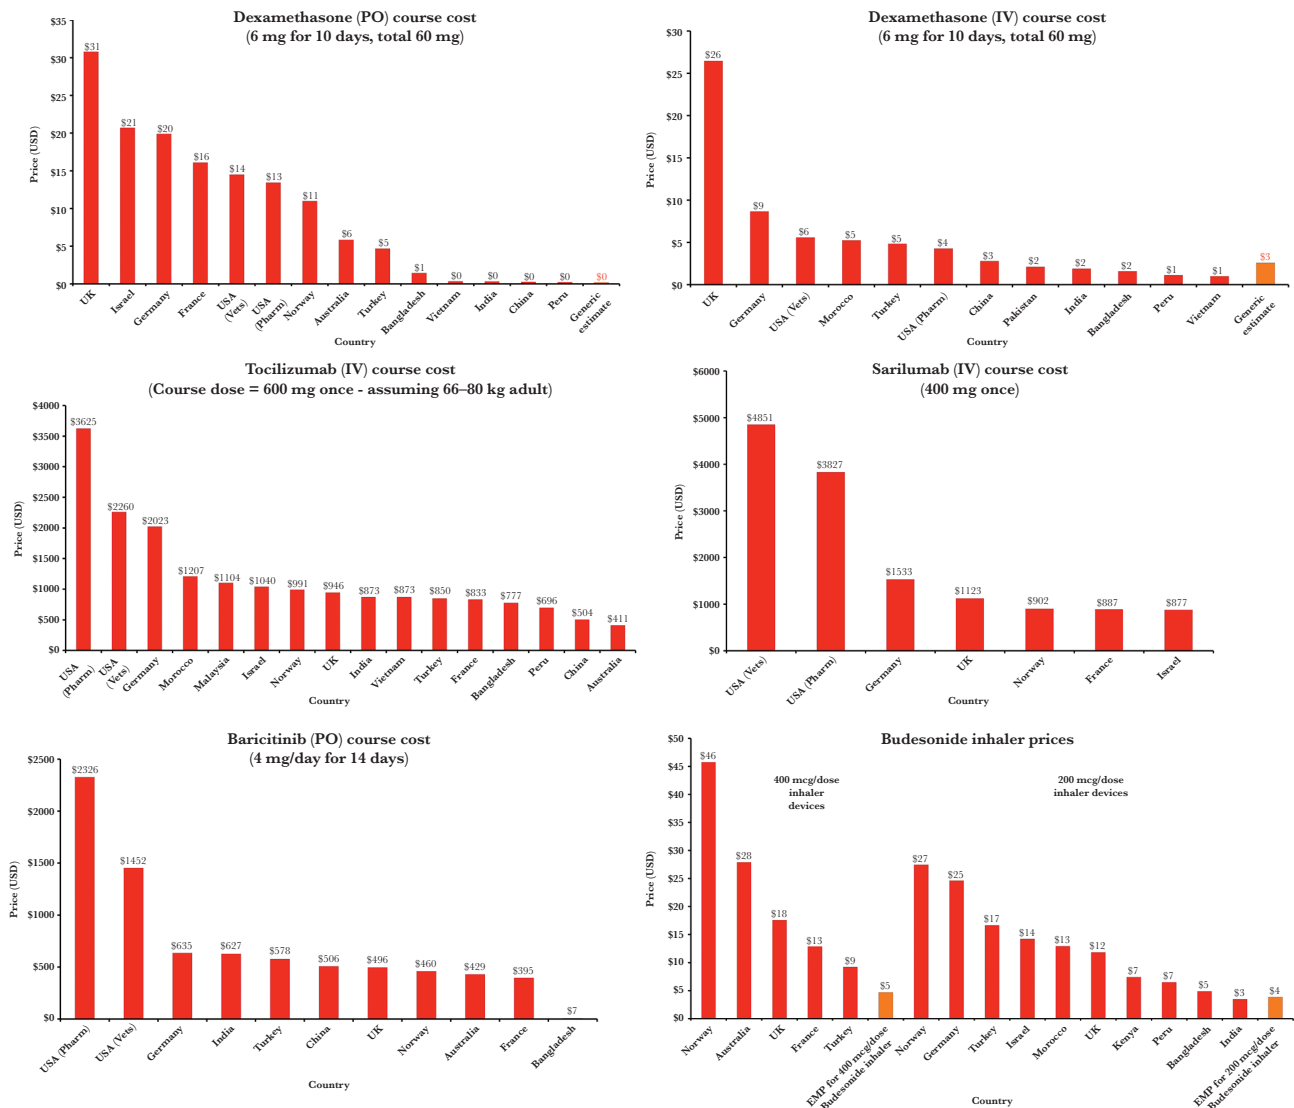 Dexamethasone (PO) course cost
(6 mg for 10 days, total 60 mg)
Price (USD)
$35
$30
$25
$20
$15
$10
$5
$0
$31
$21
$20
$16
$14
$13
$11
$6
$5
$1
$0
$0
$0
$0
$0
UK
Israel
Germany
France
USA (Vets)
USA (Pharm)
Norway
Australia
Turkey
Bangladesh
Vietnam
India
China
Peru
Generic estimate
Country
Dexamethasone (IV) course cost
(6 mg for 10 days, total 60 mg)
Price (USD)
$30
$25
$20
$15
$10
$5
$0
$26
$9
$6
$5
$5
$4
$3
$2
$2
$2
$1
$1
$3
UK
Germany
USA (Vets)
Morocco
Turkey
USA (Pharm)
China
Pakistan
India
Bangladesh
Peru
Vietnam
Generic estimate
Country
Tocilizumab (IV) course cost
(Course dose = 600 mg once - assuming 66–80 kg adult)
Price (USD)
$4000
$3500
$3000
$2500
$2000
$1500
$1000
$500
$0
$3625
$2260
$2023
$1207
$1104
$1040
$991
$946
$873
$873
$850
$833
$777
$696
$504
$411
USA (Pharm)
USA (Vets)
Germany
Morocco
Malaysia
Israel
Norway
UK
India
Vietnam
Turkey
France
Bangladesh
Peru
China
Australia
Country
Sarilumab (IV) course cost
(400 mg once)
Price (USD)
$6000
$5000
$4000
$3000
$2000
$1000
$0
$4851
$3827
$1533
$1123
$902
$887
$877
USA (Vets)
USA (Pharm)
Germany
UK
Norway
France
Israel
Country
Baricitinib (PO) course cost
(4 mg/day for 14 days)
Price (USD)
$2500
$2000
$1500
$1000
$500
$0
$2326
$1452
$635
$627
$578
$506
$496
$460
$429
$395
$7
USA (Pharm)
USA (Vets)
Germany
India
Turkey
China
UK
Norway
Australia
France
Bangladesh
Country
Budesonide inhaler prices
400 mcg/dose
inhaler
devices
200 mcg/dose
inhaler devices
Price (USD)
$50
$45
$40
$35
$30
$25
$20
$15
$10
$5
$0
$46
$28
$18
$13
$9
$5
$27
$25
$17
$14
$13
$12
$7
$7
$5
$3
$4
Norway
Australia
UK
France
Turkey
EMP for 400 mcg/dose
Budesonide inhaler
Norway
Germany
Turkey
Israel
Morocco
UK
Kenya
Peru
Bangladesh
India
EMP for 200 mcg/dose
Budesonide inhaler
Country